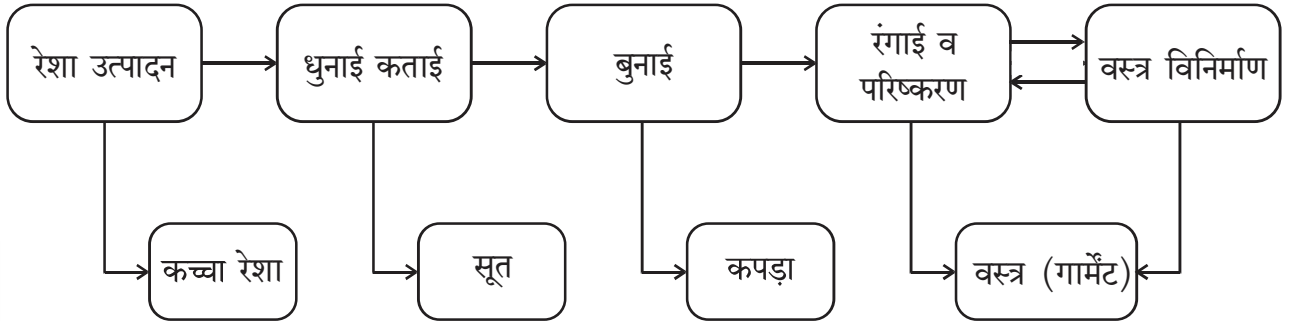 रेशा उत्पादन
धुनाई कताई
बुनाई
रंगाई व
परिष्करण
वस्त्र विनिर्माण
कच्चा रेशा
सूत
कपड़ा
वस्त्र (गार्मेंट)